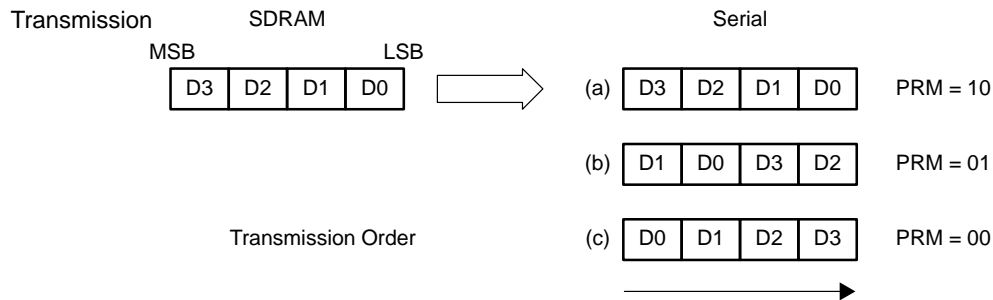 Transmission SDRAM Serial
MSB LSB
D3 D2 D1 D0 (a) D3 D2 D1 D0 PRM = 10
(b) D1 D0 D3 D2 PRM = 01
Transmission Order (c) D0 D1 D2 D3 PRM = 00